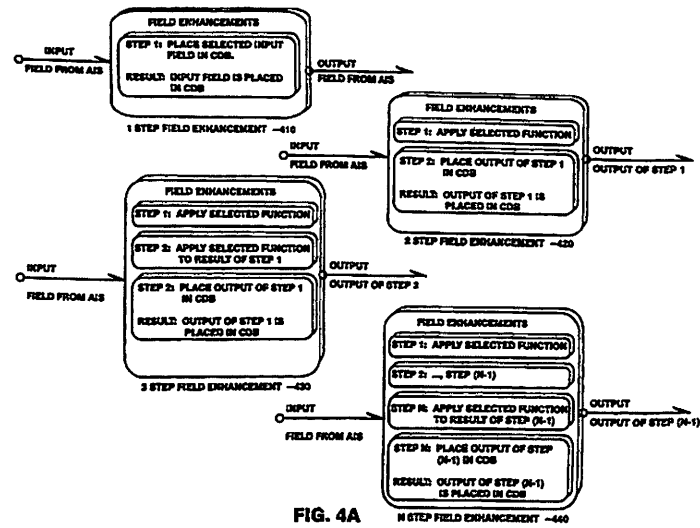 FIELD ENHANCEMENTS
INPUT
FIELD FROM AIS
STEP 1: PLACE SELECTED INPUT
FIELD IN CDB.
RESULT: INPUT FIELD IS PLACED
IN CDB
OUTPUT
FIELD FROM AIS
1 STEP FIELD ENHANCEMENT —410
FIELD ENHANCEMENTS
INPUT
FIELD FROM AIS
STEP 1: APPLY SELECTED FUNCTION
STEP 2: PLACE OUTPUT OF STEP 1
IN CDB
RESULT: OUTPUT OF STEP 1 IS
PLACED IN CDB
OUTPUT
OUTPUT OF STEP 1
2 STEP FIELD ENHANCEMENT —420
FIELD ENHANCEMENTS
STEP 1: APPLY SELECTED FUNCTION
STEP 2: APPLY SELECTED FUNCTION
TO RESULT OF STEP 1
INPUT
FIELD FROM AIS
STEP 2: PLACE OUTPUT OF STEP 1
IN CDB
RESULT: OUTPUT OF STEP 1 IS
PLACED IN CDB
OUTPUT
OUTPUT OF STEP 2
3 STEP FIELD ENHANCEMENT —430
FIELD ENHANCEMENTS
STEP 1: APPLY SELECTED FUNCTION
STEP 2: ..., STEP (N-1)
INPUT
FIELD FROM AIS
STEP N: APPLY SELECTED FUNCTION
TO RESULT OF STEP (N-1)
STEP N: PLACE OUTPUT OF STEP
(N-1) IN CDB
RESULT: OUTPUT OF STEP (N-1)
IS PLACED IN CDB
OUTPUT
OUTPUT OF STEP (N-1)
N STEP FIELD ENHANCEMENT —440
FIG. 4A